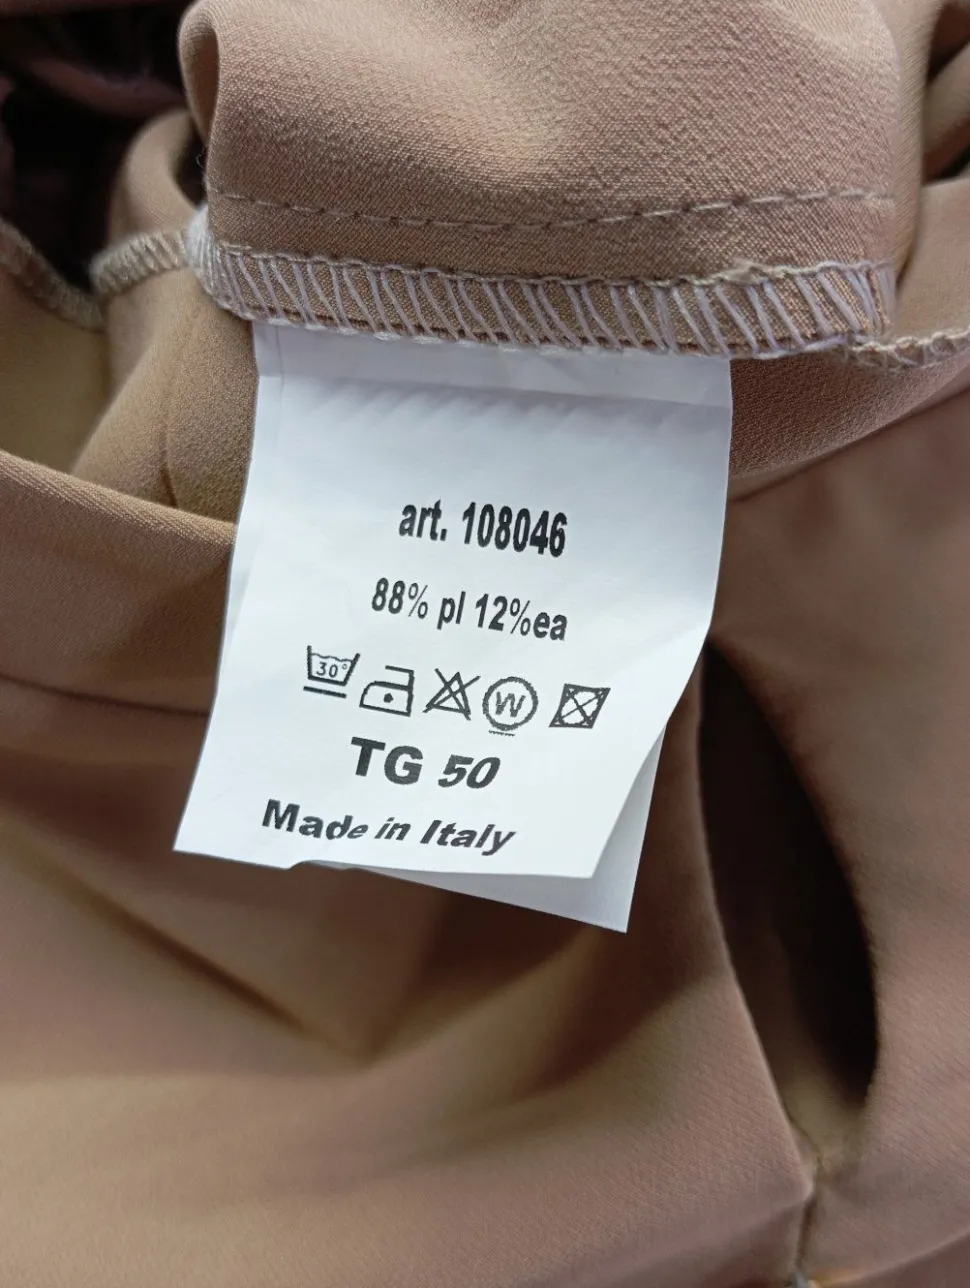 art. 108046
88% pl 12%ea
30° W
TG 50
Made in Italy